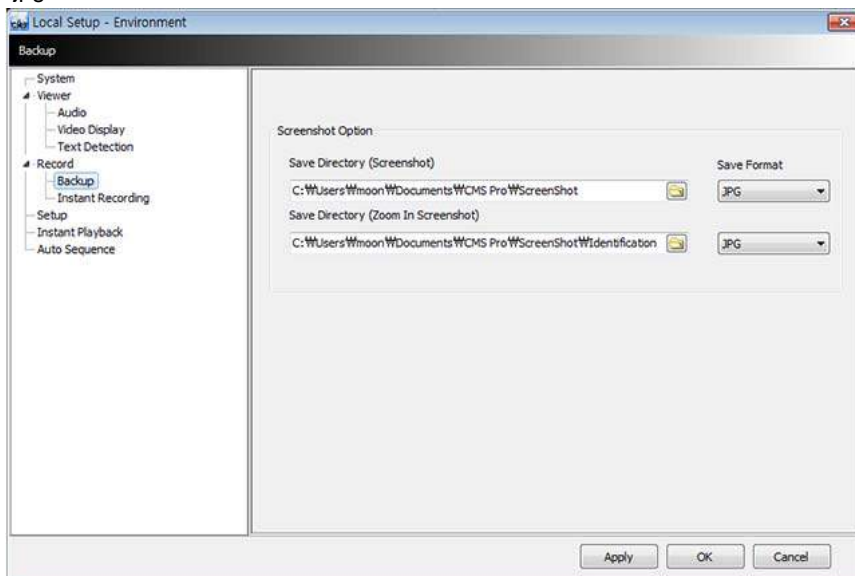 Local Setup - Environment
Backup
System
Viewer
Audio
Video Display
Text Detection
Record
Backup
Instant Recording
Setup
Instant Playback
Auto Sequence
Screenshot Option
Save Directory (Screenshot)
Save Format
C:₩Users₩moon₩Documents₩CMS Pro₩ScreenShot
JPG
Save Directory (Zoom In Screenshot)
C:₩Users₩moon₩Documents₩CMS Pro₩ScreenShot₩Identification
JPG
Apply
OK
Cancel